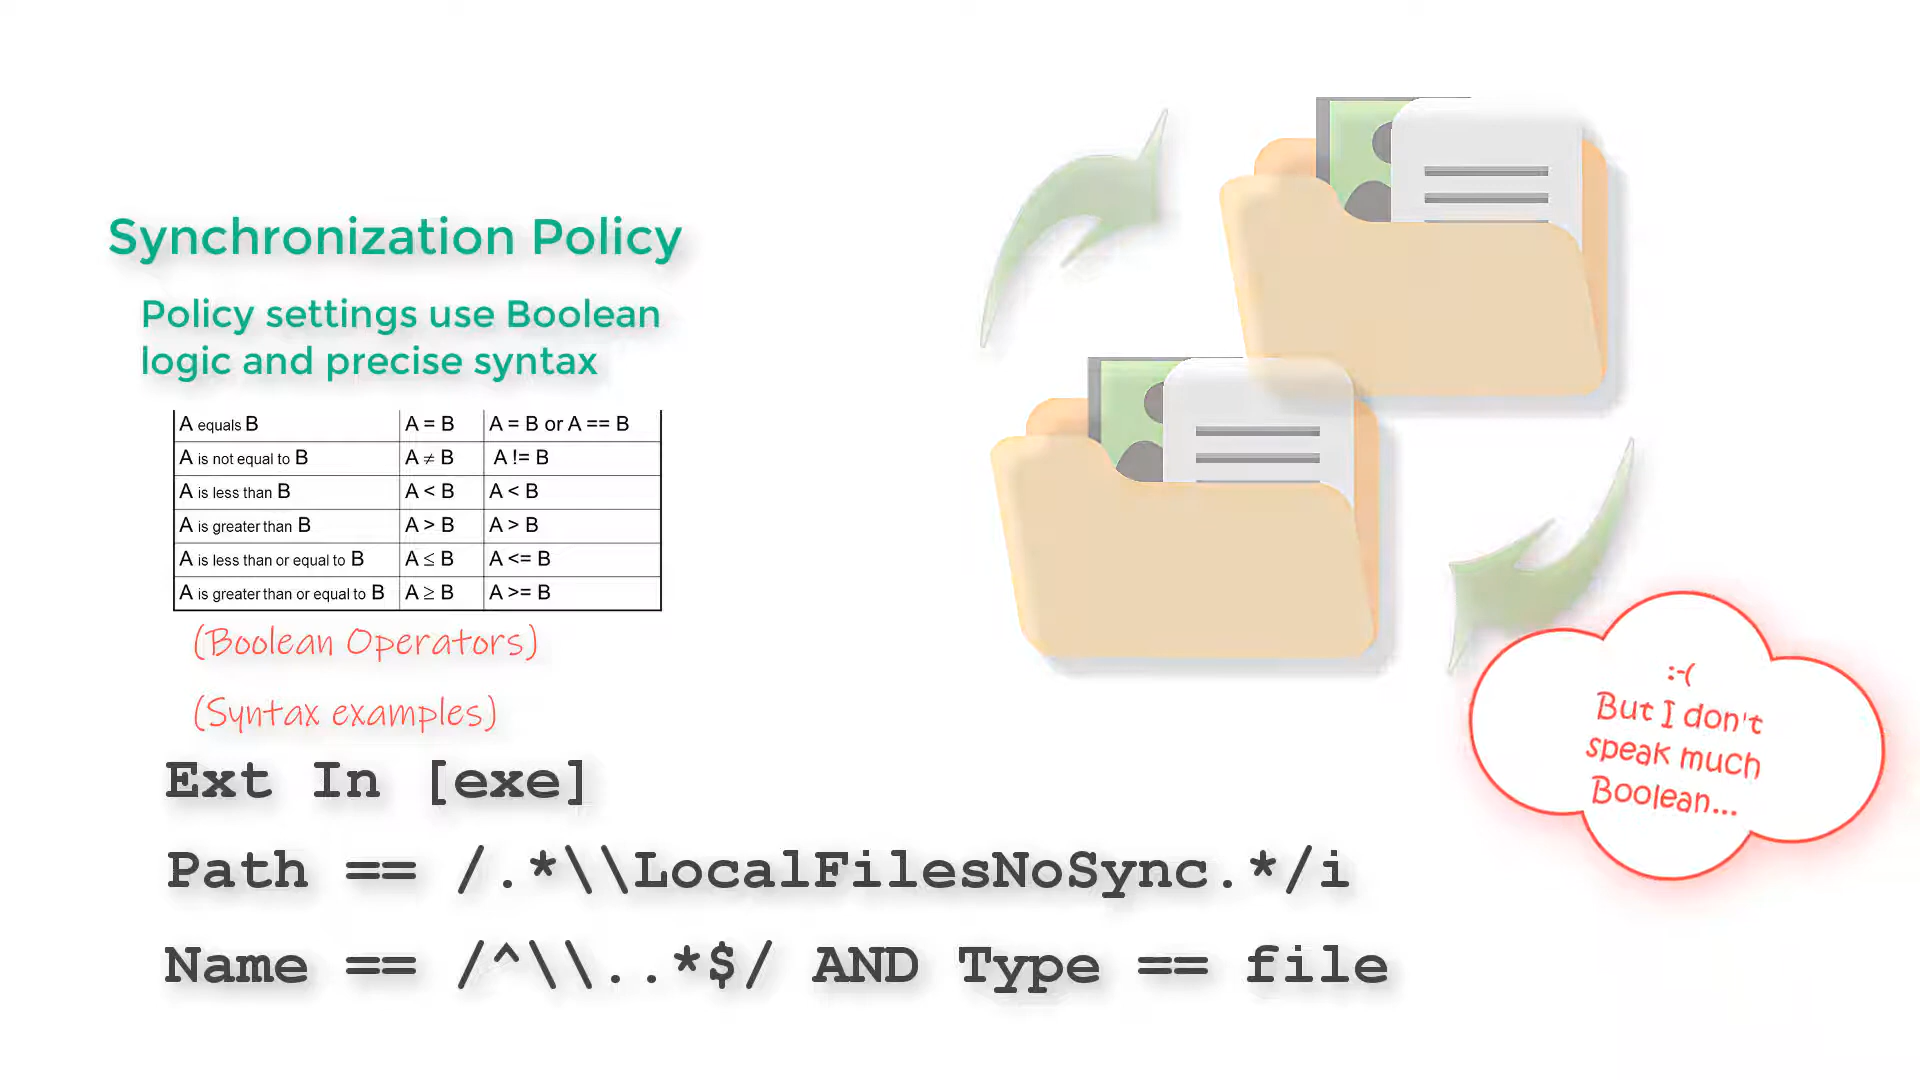 Synchronization Policy
Policy settings use Boolean
logic and precise syntax
A equals B A = B A = B or A == B
A is not equal to B A ≠ B A != B
A is less than B A < B A < B
A is greater than B A > B A > B
A is less than or equal to B A ≤ B A <= B
A is greater than or equal to B A ≥ B A >= B
(Boolean Operators)
(Syntax examples)
Ext In [exe]
Path == /.*\\LocalFilesNoSync.*/i
Name == /^\\..*$/ AND Type == file
:-(
But I don't
speak much
Boolean...